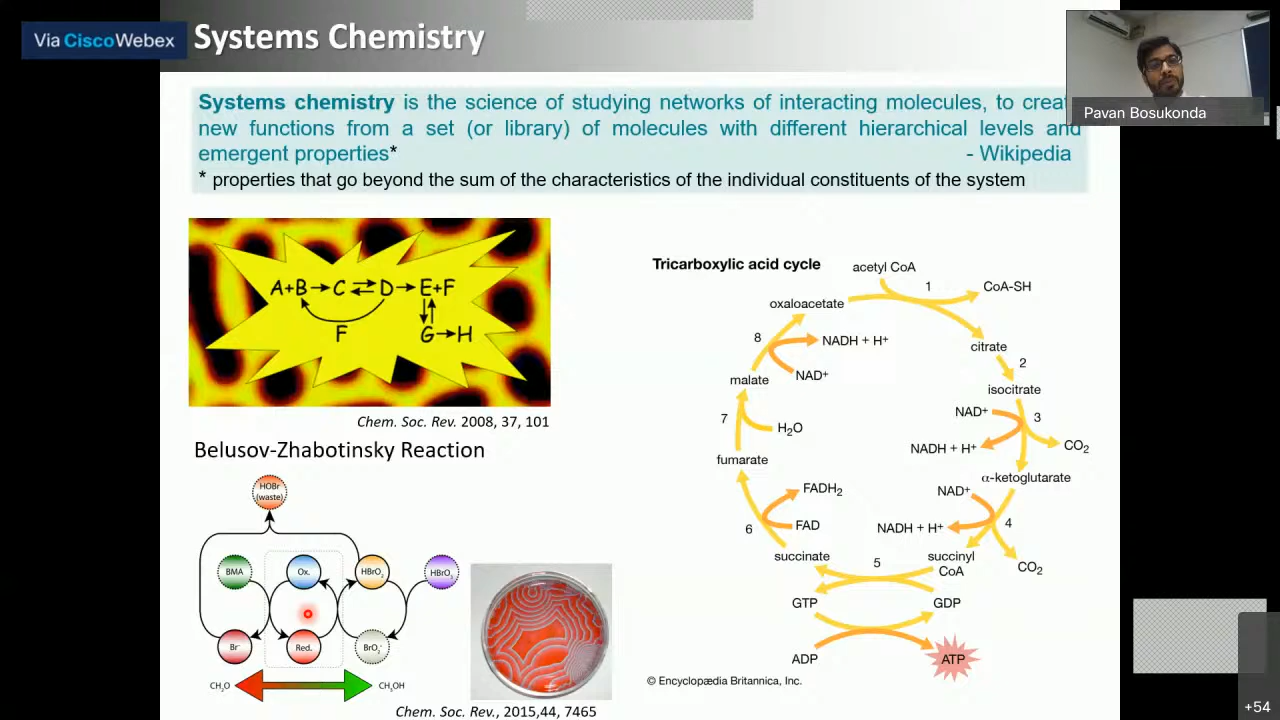 Via Cisco Webex
Systems Chemistry
Pavan Bosukonda
Systems chemistry is the science of studying networks of interacting molecules, to creat
new functions from a set (or library) of molecules with different hierarchical levels and
emergent properties* - Wikipedia
* properties that go beyond the sum of the characteristics of the individual constituents of the system
A+B → C ⇌ D → E+F
F
G → H
Chem. Soc. Rev. 2008, 37, 101
Belusov-Zhabotinsky Reaction
HOBr
(waste)
BMA
Ox.
HBrO₂
Br⁻
Red.
CH₃O
CH₃OH
Chem. Soc. Rev., 2015,44, 7465
Tricarboxylic acid cycle
acetyl CoA
1
CoA-SH
oxaloacetate
citrate
2
isocitrate
NAD⁺
3
NADH + H⁺
CO₂
α-ketoglutarate
NAD⁺
NADH + H⁺
4
CO₂
succinyl
CoA
5
GTP
GDP
ADP
ATP
succinate
6
FADH₂
FAD
fumarate
7
H₂O
malate
8
NADH + H⁺
NAD⁺
© Encyclopædia Britannica, Inc.
+54